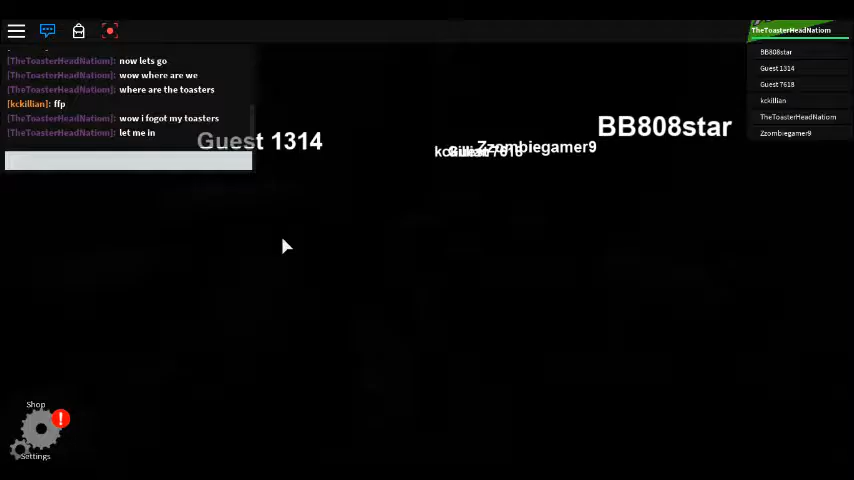 TheToasterHeadNatiom
[TheToasterHeadNatiom]: now lets go
[TheToasterHeadNatiom]: wow where are we
[TheToasterHeadNatiom]: where are the toasters
[kckillian]: ffp
[TheToasterHeadNatiom]: wow i fogot my toasters
[TheToasterHeadNatiom]: let me in
BB808star
Guest 1314
Guest 7618
kckillian
TheToasterHeadNatiom
Zzombiegamer9
BB808star
Guest 1314
Zzombiegamer9
Shop
!
Settings